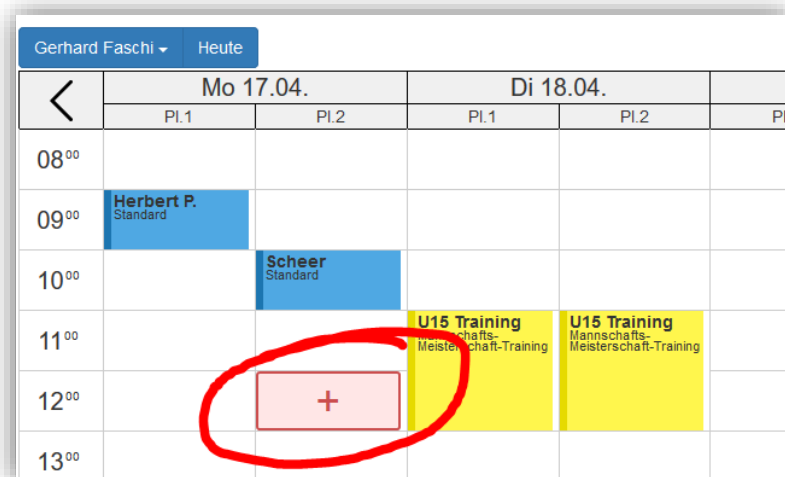 Gerhard Faschi Heute
Mo 17.04. Di 18.04.
Pl.1 Pl.2 Pl.1 Pl.2
08⁰⁰
Herbert P.
Standard
09⁰⁰
Scheer
Standard
10⁰⁰
U15 Training U15 Training
Mannschafts- Mannschafts-
Meisterschaft-Training Meisterschaft-Training
11⁰⁰
+
12⁰⁰
13⁰⁰